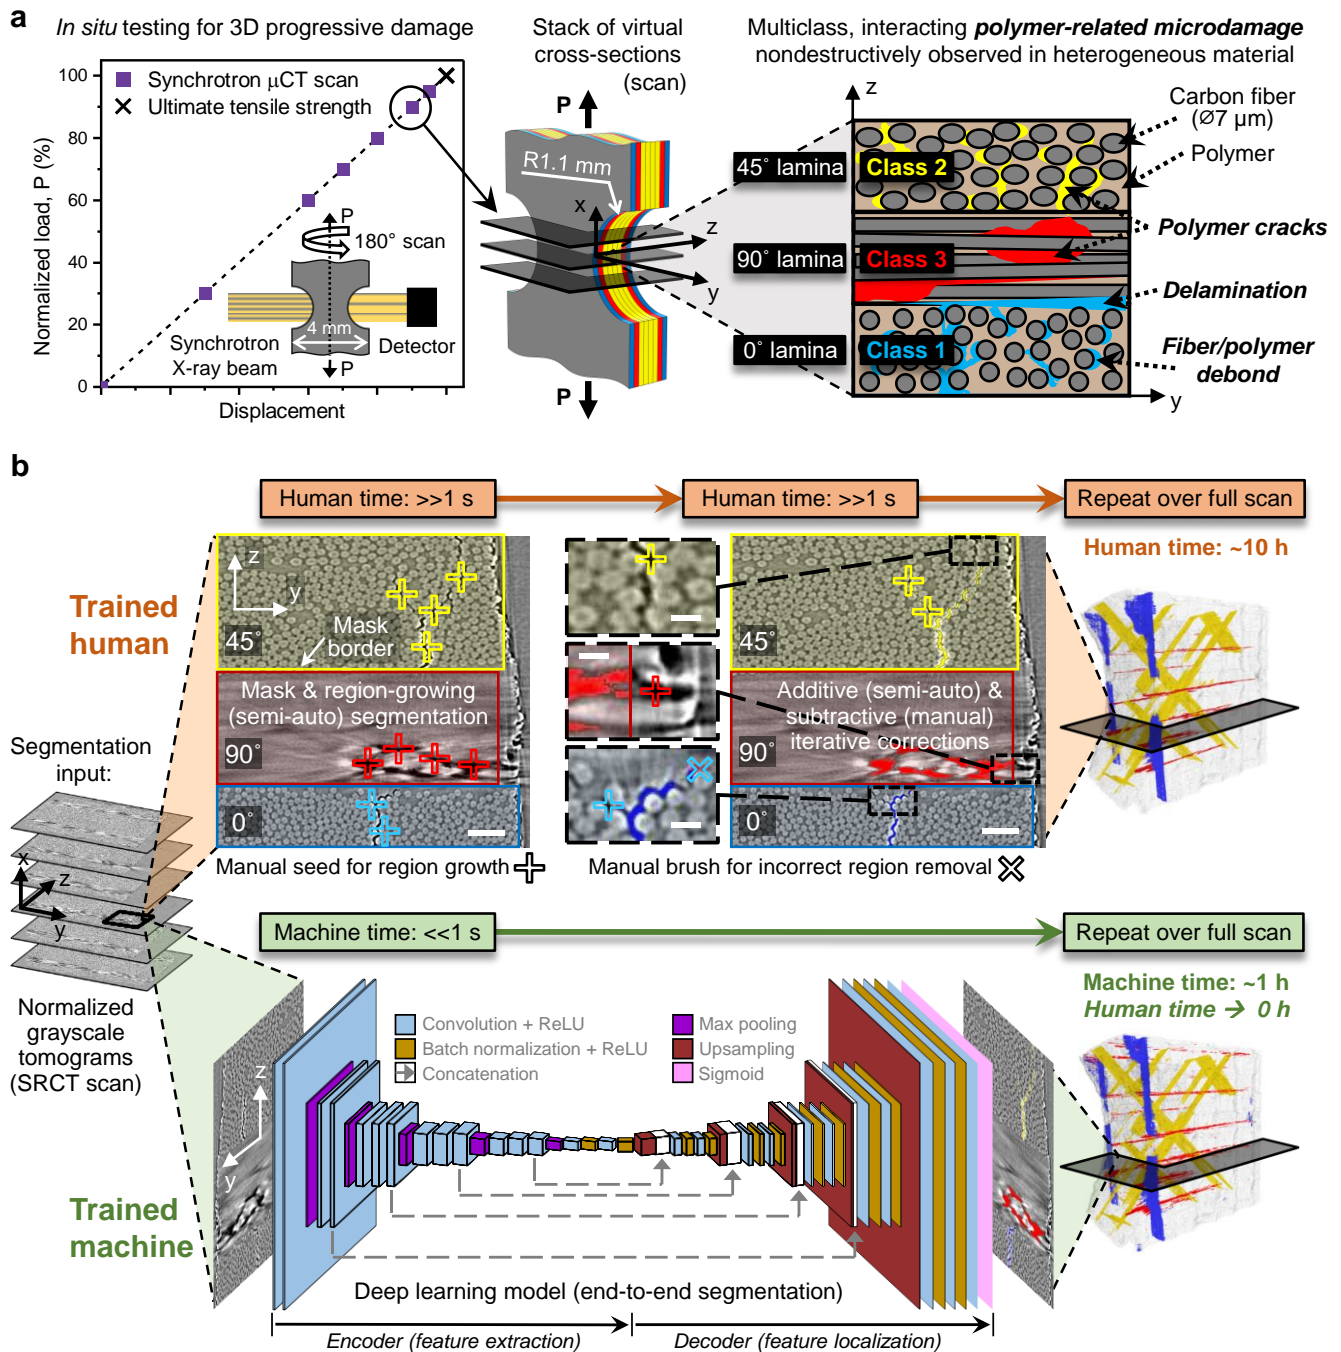 a
In situ testing for 3D progressive damage
Stack of virtual
cross-sections
(scan)
Multiclass, interacting polymer-related microdamage
nondestructively observed in heterogeneous material
Normalized load, P (%)
100
80
60
40
20
0
Synchrotron μCT scan
Ultimate tensile strength
P
180° scan
4 mm
Synchrotron
X-ray beam
Detector
P
Displacement
P
R1.1 mm
x
z
y
P
45° lamina
90° lamina
0° lamina
z
Class 2
Class 3
Class 1
y
Carbon fiber
(Ø7 μm)
Polymer
Polymer cracks
Delamination
Fiber/polymer
debond
b
Human time: >>1 s
Human time: >>1 s
Repeat over full scan
Human time: ~10 h
Trained
human
z
y
45°
Mask
border
Mask & region-growing
(semi-auto) segmentation
90°
0°
45°
Additive (semi-auto) &
subtractive (manual)
iterative corrections
90°
0°
Manual seed for region growth
Manual brush for incorrect region removal
Segmentation
input:
x
z
y
Normalized
grayscale
tomograms
(SRCT scan)
Machine time: <<1 s
Repeat over full scan
Machine time: ~1 h
Human time → 0 h
Convolution + ReLU
Batch normalization + ReLU
Concatenation
Max pooling
Upsampling
Sigmoid
z
y
Trained
machine
Deep learning model (end-to-end segmentation)
Encoder (feature extraction)
Decoder (feature localization)